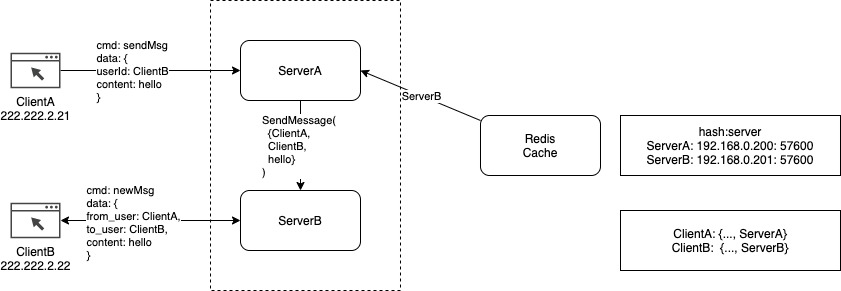 cmd: sendMsg
data: {
userId: ClientB
content: hello
}
ClientA
222.222.2.21
ServerA
SendMessage(
{ClientA,
ClientB,
hello}
)
ServerB
Redis
Cache
hash:server
ServerA: 192.168.0.200: 57600
ServerB: 192.168.0.201: 57600
cmd: newMsg
data: {
from_user: ClientA,
to_user: ClientB,
content: hello
}
ClientB
222.222.2.22
ServerB
ClientA: {..., ServerA}
ClientB: {..., ServerB}